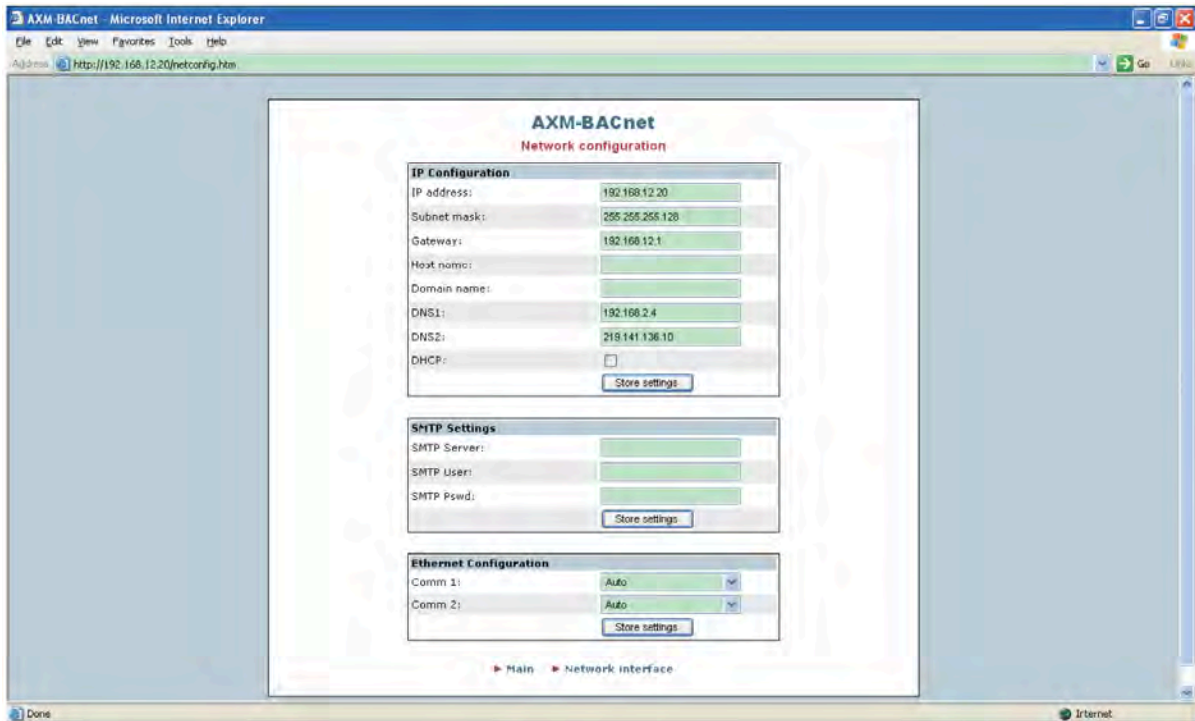 AXM-BACnet - Microsoft Internet Explorer
File Edit View Favorites Tools Help
Address http://192.168.12.20/netconfig.htm Go Links
AXM-BACnet
Network configuration
IP Configuration
IP address: 192.168.12.20
Subnet mask: 255.255.255.128
Gateway: 192.168.12.1
Host name:
Domain name:
DNS1: 192.168.2.4
DNS2: 219.141.136.10
DHCP:
Store settings
SMTP Settings
SMTP Server:
SMTP User:
SMTP Pswd:
Store settings
Ethernet Configuration
Comm 1: Auto
Comm 2: Auto
Store settings
Main Network interface
Done Internet